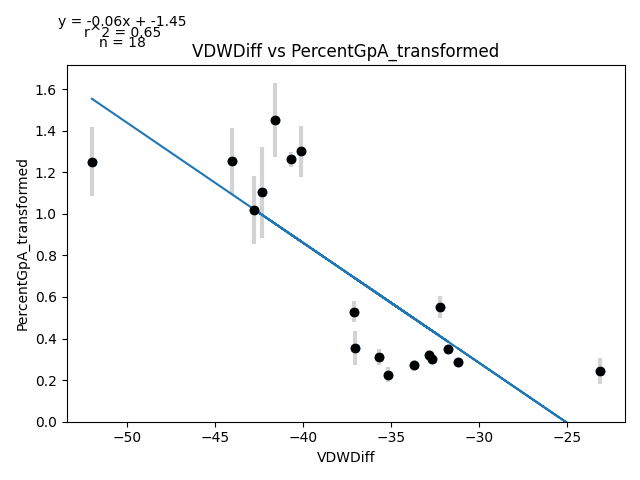 y = -0.06x + -1.45
r^2 = 0.65
n = 18
VDWDiff vs PercentGpA_transformed
PercentGpA_transformed
1.6
1.4
1.2
1.0
0.8
0.6
0.4
0.2
0.0
−50 −45 −40 −35 −30 −25
VDWDiff